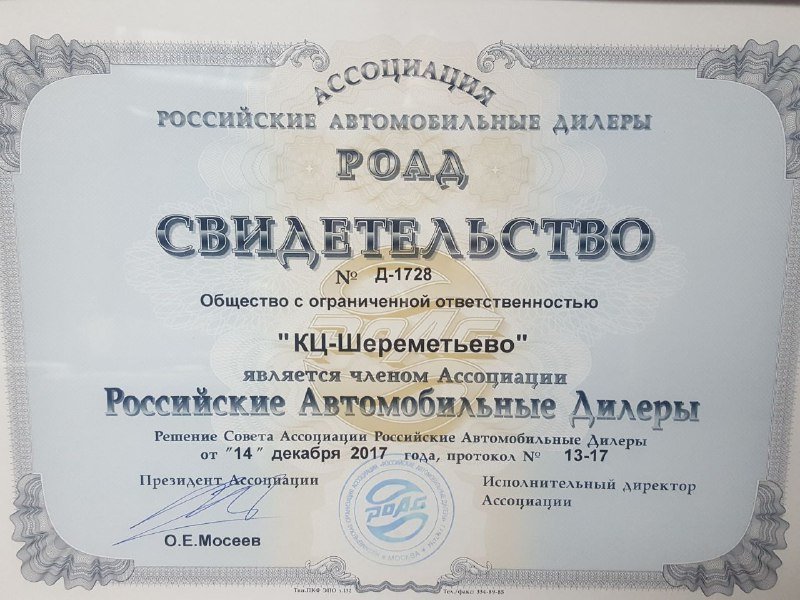 АССОЦИАЦИЯ
РОССИЙСКИЕ АВТОМОБИЛЬНЫЕ ДИЛЕРЫ
РОАД
СВИДЕТЕЛЬСТВО
№ Д-1728
Общество с ограниченной ответственностью
"КЦ-Шереметьево"
является членом Ассоциации
Российские Автомобильные Дилеры
Решение Совета Ассоциации Российские Автомобильные Дилеры
от "14" декабря 2017 года, протокол № 13-17
Президент Ассоциации
Исполнительный директор
Ассоциации
РОАД
МОСКВА
О.Е.Мосеев